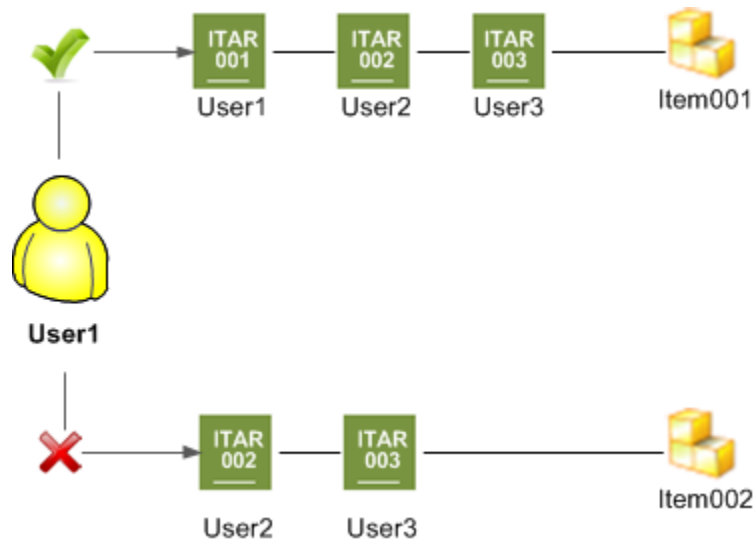 ITAR
001
ITAR
002
ITAR
003
User1
User2
User3
Item001
User1
ITAR
002
ITAR
003
User2
User3
Item002